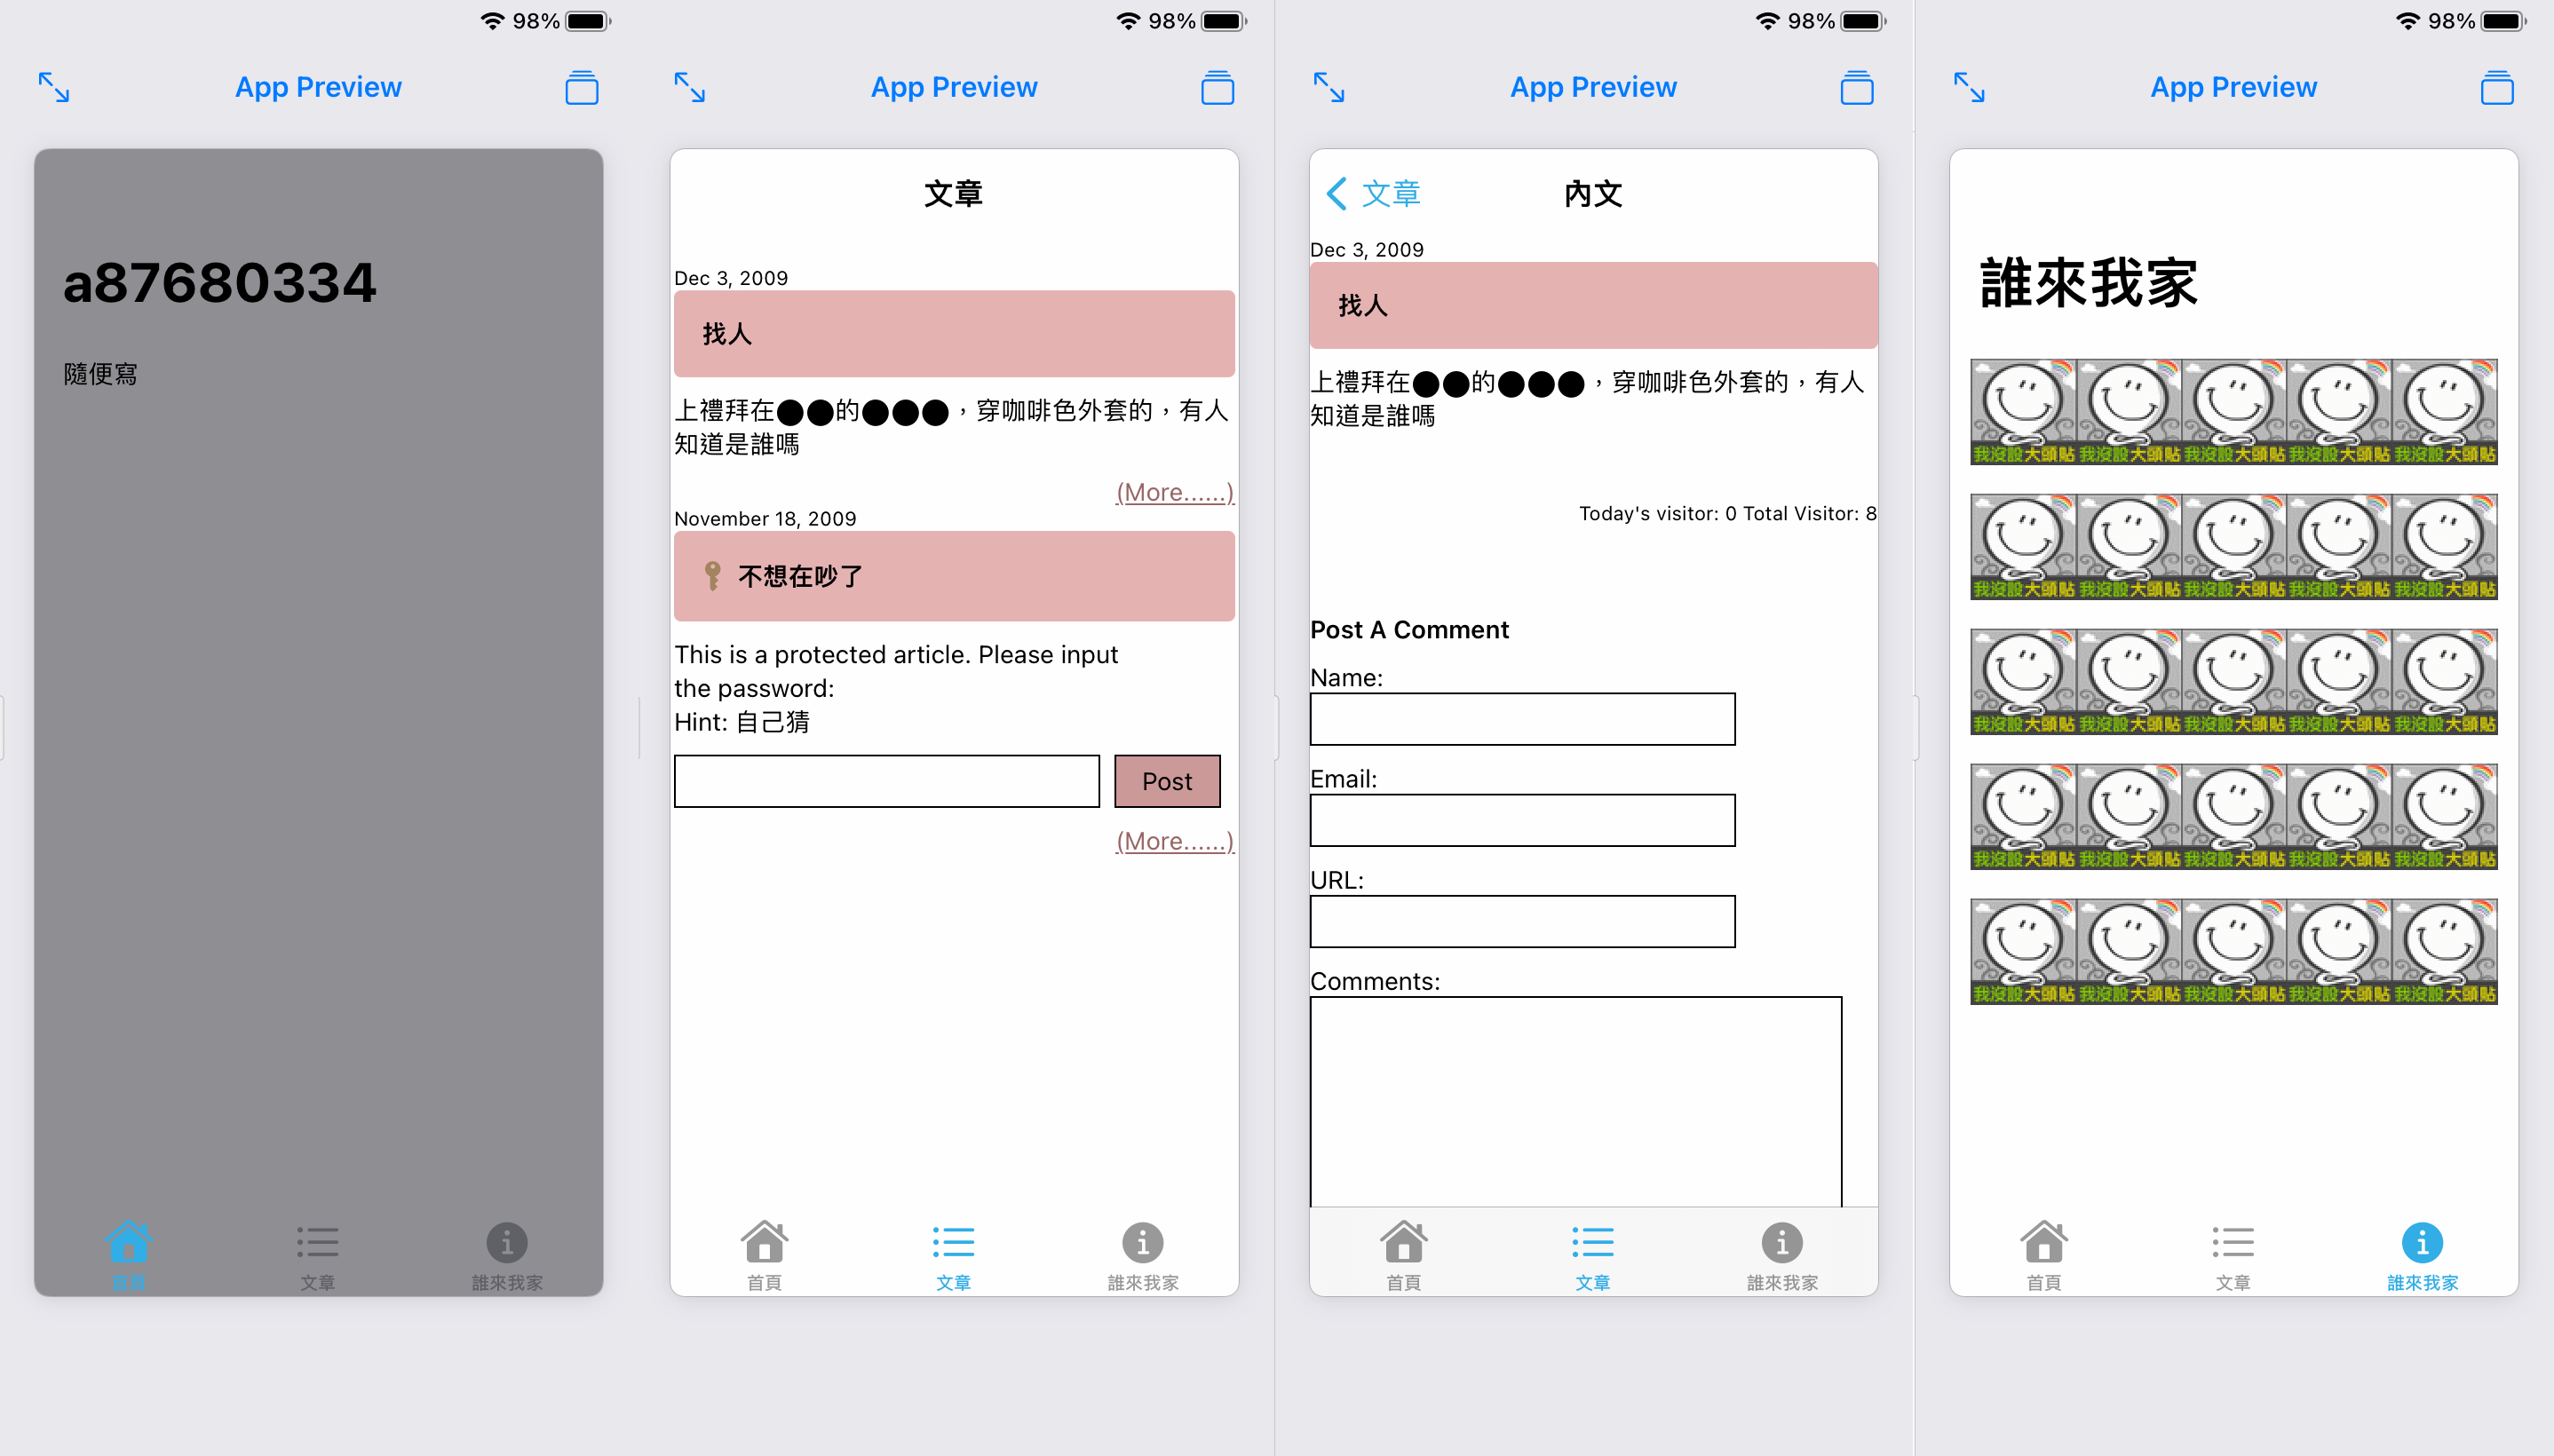 98%
App Preview
a87680334
隨便寫
首頁
文章
誰來我家
98%
App Preview
文章
Dec 3, 2009
找人
上禮拜在●●的●●●，穿咖啡色外套的，有人
知道是誰嗎
(More......)
November 18, 2009
不想在吵了
This is a protected article. Please input
the password:
Hint: 自己猜
Post
(More......)
首頁
文章
誰來我家
98%
App Preview
文章
內文
Dec 3, 2009
找人
上禮拜在●●的●●●，穿咖啡色外套的，有人
知道是誰嗎
Today's visitor: 0 Total Visitor: 8
Post A Comment
Name:
Email:
URL:
Comments:
首頁
文章
誰來我家
98%
App Preview
誰來我家
我沒設大頭貼 我沒設大頭貼 我沒設大頭貼 我沒設大頭貼 我沒設大頭貼
我沒設大頭貼 我沒設大頭貼 我沒設大頭貼 我沒設大頭貼 我沒設大頭貼
我沒設大頭貼 我沒設大頭貼 我沒設大頭貼 我沒設大頭貼 我沒設大頭貼
我沒設大頭貼 我沒設大頭貼 我沒設大頭貼 我沒設大頭貼 我沒設大頭貼
我沒設大頭貼 我沒設大頭貼 我沒設大頭貼 我沒設大頭貼 我沒設大頭貼
首頁
文章
誰來我家